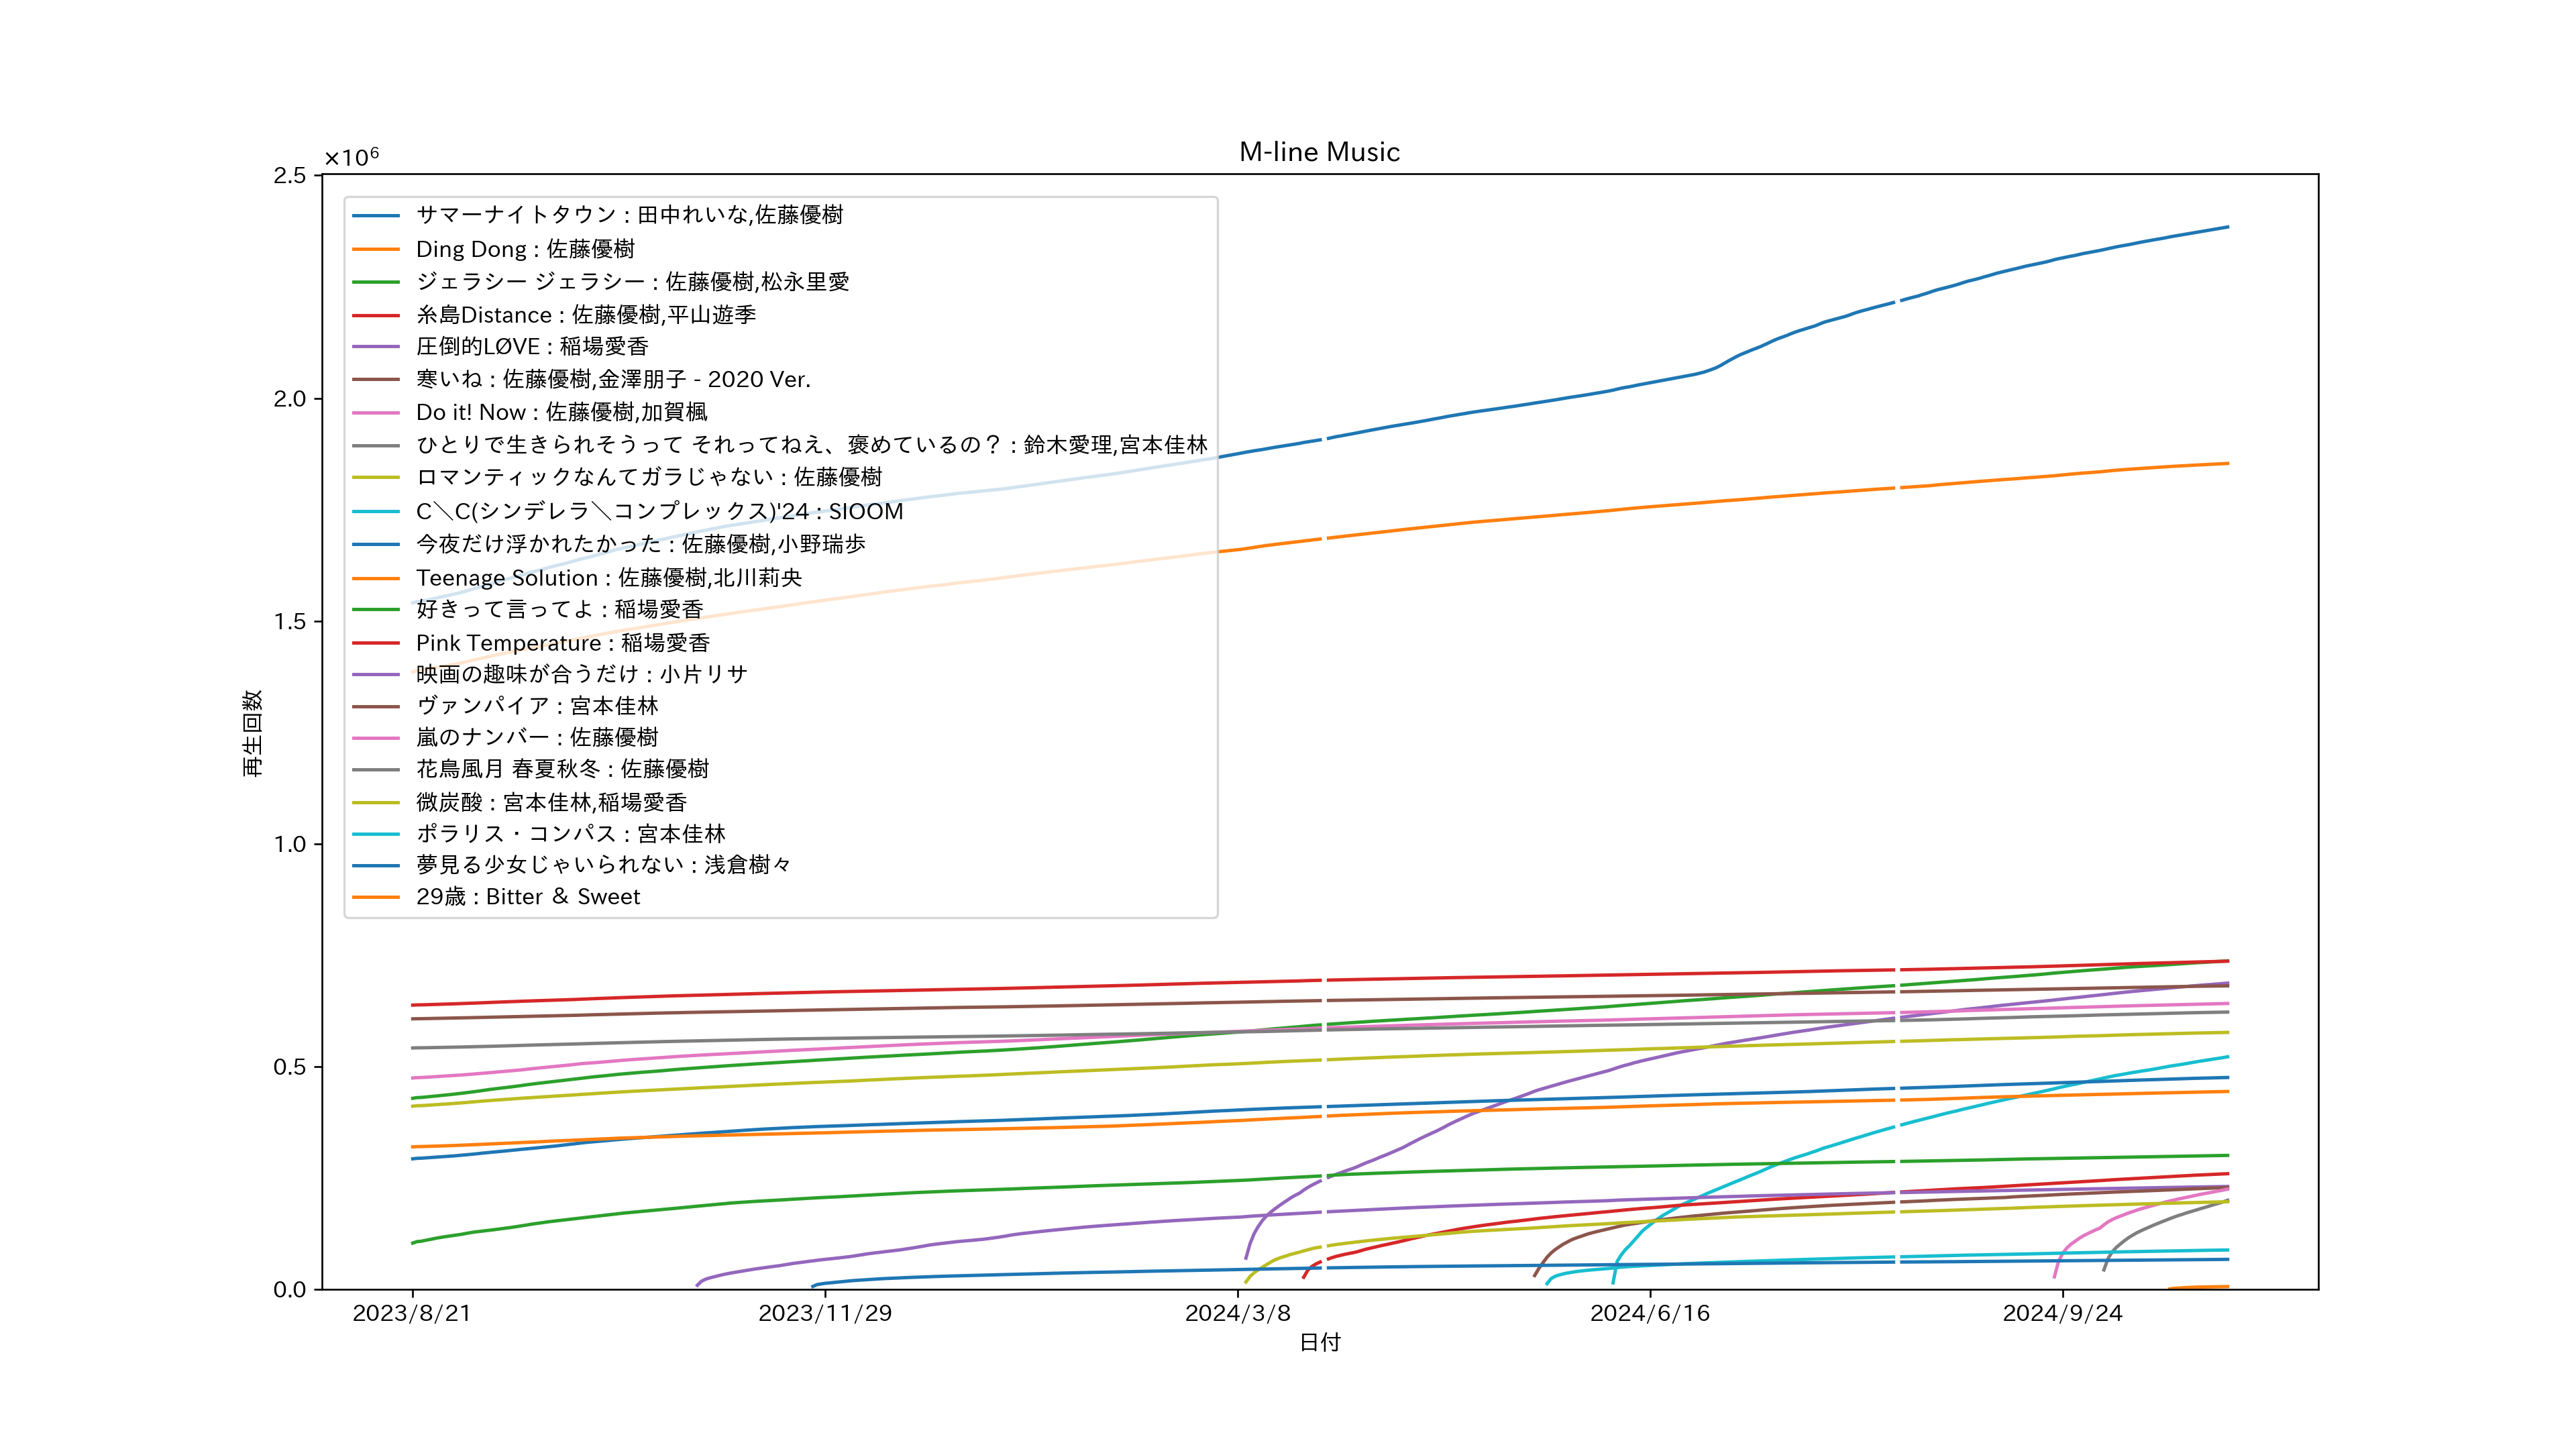 M-line Music
×10⁶
2.5
2.0
1.5
1.0
0.5
0.0
再生回数
サマーナイトタウン : 田中れいな,佐藤優樹
Ding Dong : 佐藤優樹
ジェラシー ジェラシー : 佐藤優樹,松永里愛
糸島Distance : 佐藤優樹,平山遊季
圧倒的LØVE : 稲場愛香
寒いね : 佐藤優樹,金澤朋子 - 2020 Ver.
Do it! Now : 佐藤優樹,加賀楓
ひとりで生きられそうって それってねえ、褒めているの？ : 鈴木愛理,宮本佳林
ロマンティックなんてガラじゃない : 佐藤優樹
C＼C(シンデレラ＼コンプレックス)'24 : SIOOM
今夜だけ浮かれたかった : 佐藤優樹,小野瑞歩
Teenage Solution : 佐藤優樹,北川莉央
好きって言ってよ : 稲場愛香
Pink Temperature : 稲場愛香
映画の趣味が合うだけ : 小片リサ
ヴァンパイア : 宮本佳林
嵐のナンバー : 佐藤優樹
花鳥風月 春夏秋冬 : 佐藤優樹
微炭酸 : 宮本佳林,稲場愛香
ポラリス・コンパス : 宮本佳林
夢見る少女じゃいられない : 浅倉樹々
29歳 : Bitter ＆ Sweet
2023/8/21 2023/11/29 2024/3/8 2024/6/16 2024/9/24
日付